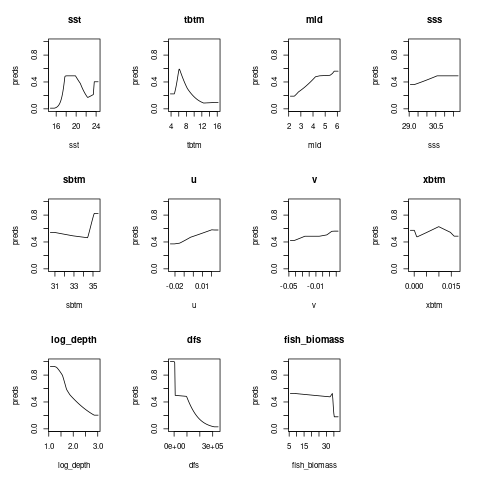 sst
tbtm
mld
sss
preds
0.0 0.4 0.8
preds
0.0 0.4 0.8
preds
0.0 0.4 0.8
preds
0.0 0.4 0.8
16 20 24
4 8 12 16
2 3 4 5 6
29.0 30.5
sst
tbtm
mld
sss
sbtm
u
v
xbtm
preds
0.0 0.4 0.8
preds
0.0 0.4 0.8
preds
0.0 0.4 0.8
preds
0.0 0.4 0.8
31 33 35
-0.02 0.01
-0.05 -0.01
0.000 0.015
sbtm
u
v
xbtm
log_depth
dfs
fish_biomass
preds
0.0 0.4 0.8
preds
0.0 0.4 0.8
preds
0.0 0.4 0.8
1.0 2.0 3.0
0e+00 3e+05
5 15 30
log_depth
dfs
fish_biomass